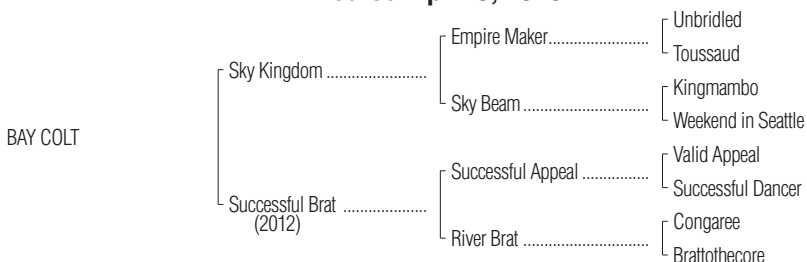 Unbridled
Empire Maker........................
Toussaud
Sky Kingdom ........................
Kingmambo
Sky Beam ..............................
Weekend in Seattle
BAY COLT
Valid Appeal
Successful Appeal ................
Successful Dancer
Successful Brat ....................
(2012)
Congaree
River Brat ..............................
Brattothecore